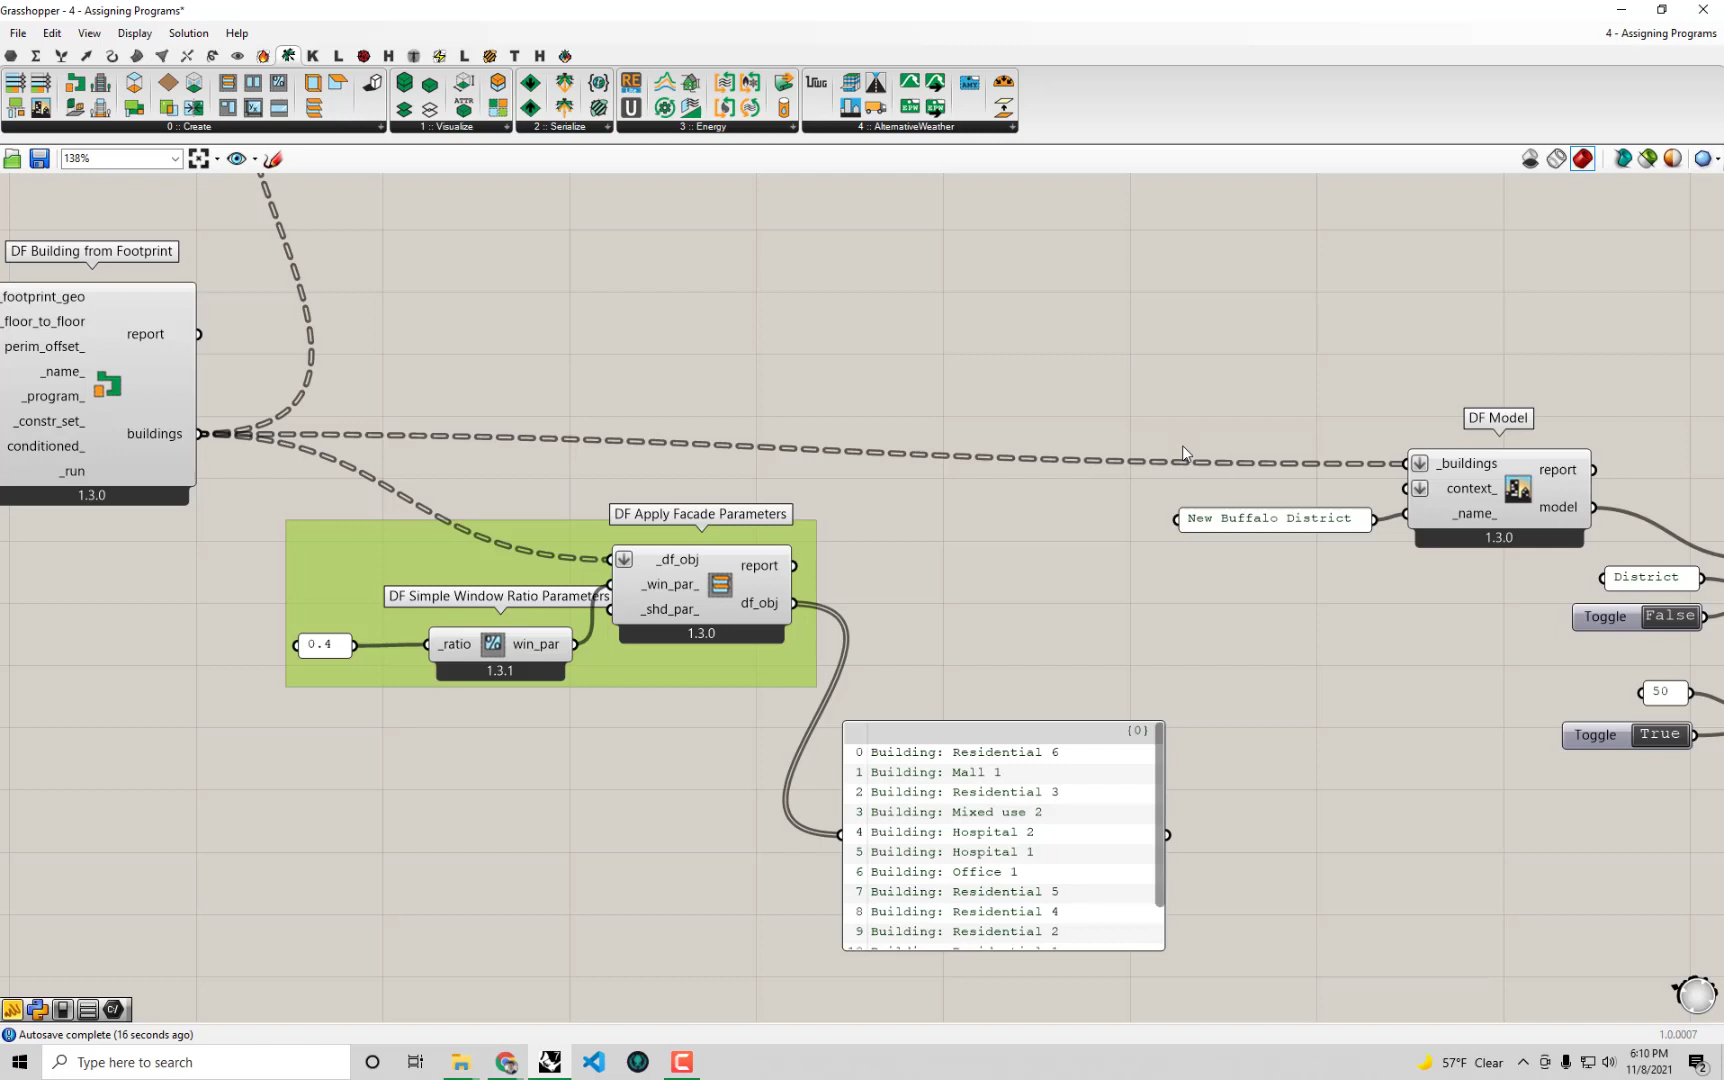 Grasshopper - 4 - Assigning Programs*
File Edit View Display Solution Help
4 - Assigning Programs
K L H T L T H
0 :: Create 1 :: Visualize 2 :: Serialize 3 :: Energy 4 :: AlternativeWeather
138%
DF Building from Footprint
_footprint_geo
_floor_to_floor
perim_offset_
_name_
_program_
_constr_set_
conditioned_
_run
report
buildings
1.3.0
DF Model
_buildings
context_
_name_
report
model
1.3.0
New Buffalo District
District
Toggle False
50
Toggle True
DF Apply Facade Parameters
_df_obj
_win_par_
_shd_par_
report
df_obj
1.3.0
DF Simple Window Ratio Parameters
0.4
_ratio win_par
1.3.1
{0}
0 Building: Residential 6
1 Building: Mall 1
2 Building: Residential 3
3 Building: Mixed use 2
4 Building: Hospital 2
5 Building: Hospital 1
6 Building: Office 1
7 Building: Residential 5
8 Building: Residential 4
9 Building: Residential 2
Autosave complete (16 seconds ago)
1.0.0007
Type here to search
57°F Clear
6:10 PM
11/8/2021
2